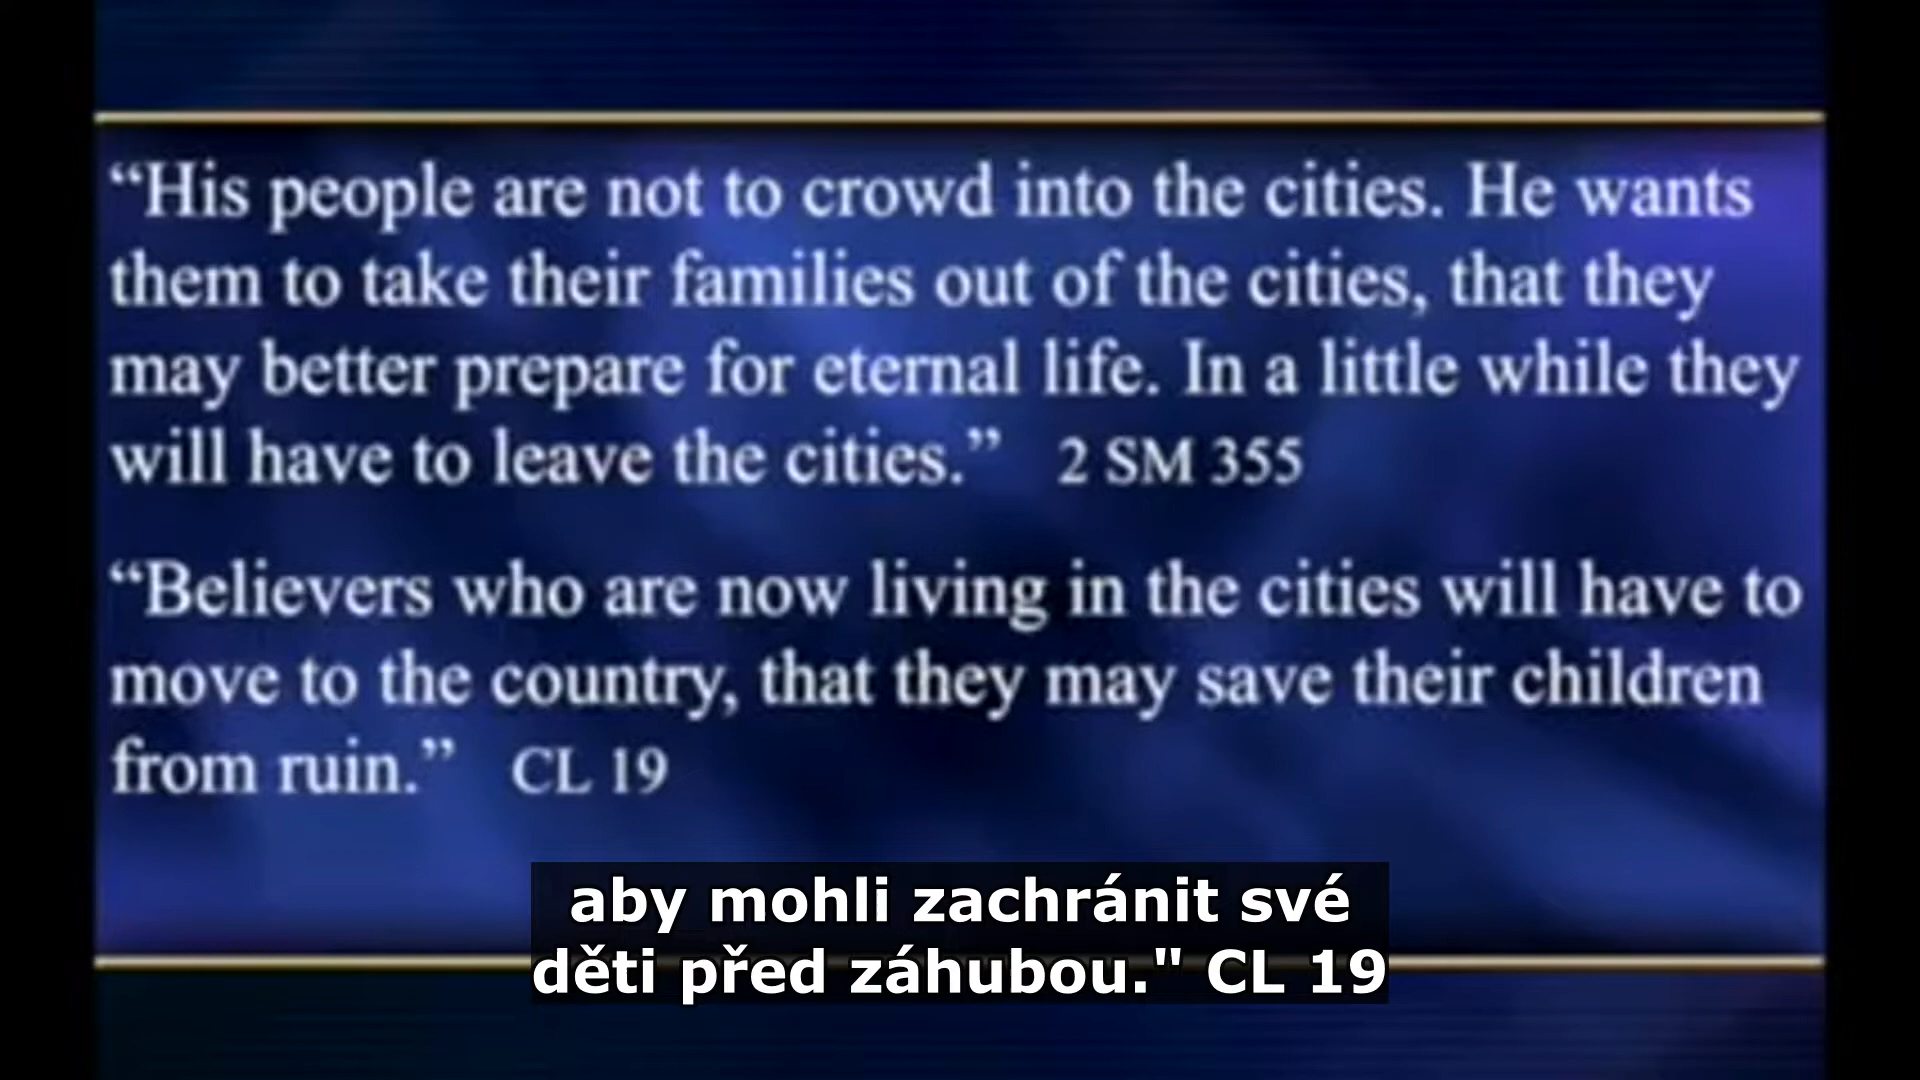 “His people are not to crowd into the cities. He wants
them to take their families out of the cities, that they
may better prepare for eternal life. In a little while they
will have to leave the cities.” 2 SM 355
“Believers who are now living in the cities will have to
move to the country, that they may save their children
from ruin.” CL 19
aby mohli zachránit své
děti před záhubou." CL 19